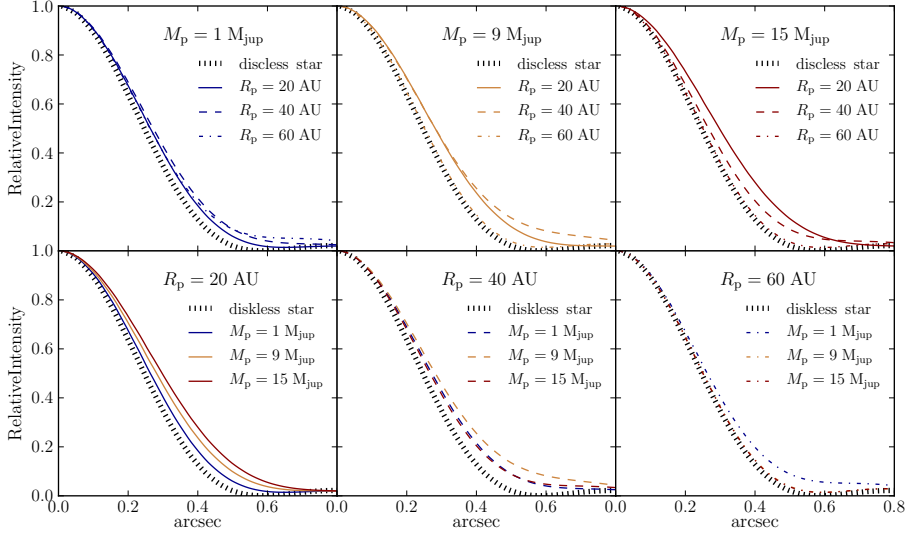 1.0
0.8
0.6
0.4
0.2
1.0
RelativeIntensity
M_p = 1 M_jup
discless star
R_p = 20 AU
R_p = 40 AU
R_p = 60 AU
M_p = 9 M_jup
discless star
R_p = 20 AU
R_p = 40 AU
R_p = 60 AU
M_p = 15 M_jup
discless star
R_p = 20 AU
R_p = 40 AU
R_p = 60 AU
0.8
0.6
0.4
0.2
0.0
RelativeIntensity
R_p = 20 AU
diskless star
M_p = 1 M_jup
M_p = 9 M_jup
M_p = 15 M_jup
R_p = 40 AU
diskless star
M_p = 1 M_jup
M_p = 9 M_jup
M_p = 15 M_jup
R_p = 60 AU
diskless star
M_p = 1 M_jup
M_p = 9 M_jup
M_p = 15 M_jup
0.0 0.2 0.4 0.6 0.0 0.2 0.4 0.6 0.0 0.2 0.4 0.6 0.8
arcsec arcsec arcsec